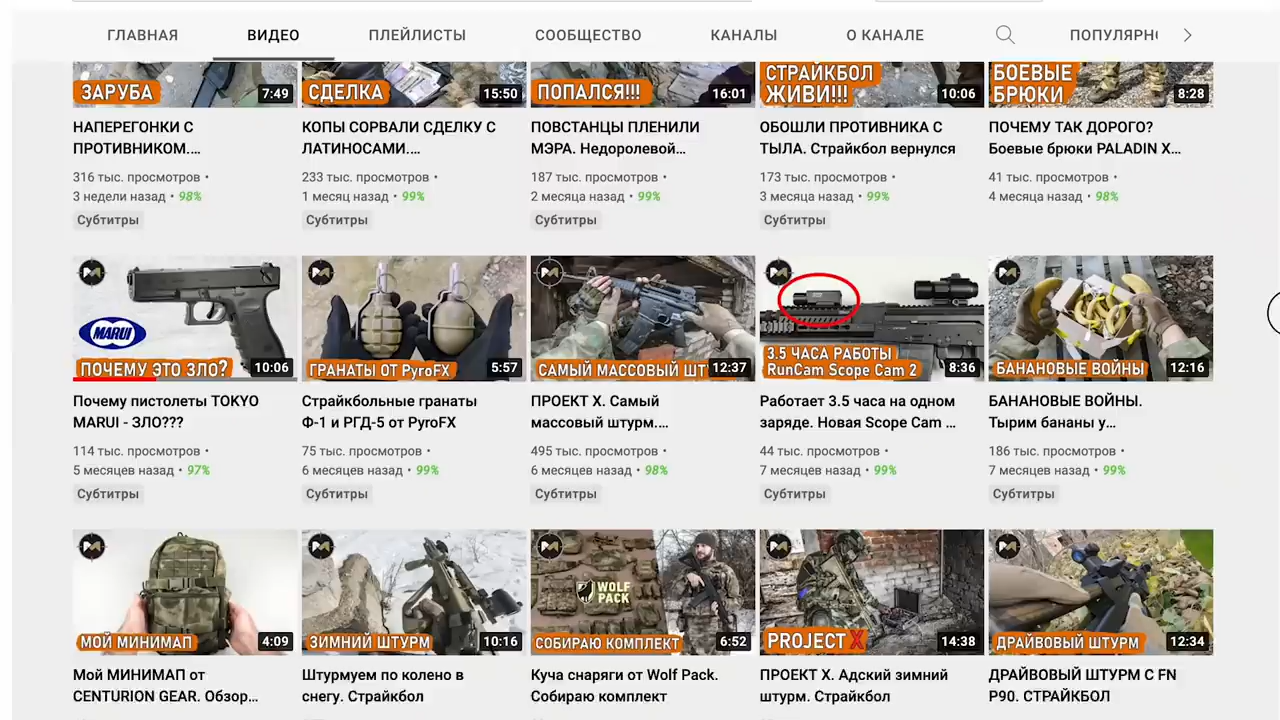 ГЛАВНАЯ
ВИДЕО
ПЛЕЙЛИСТЫ
СООБЩЕСТВО
КАНАЛЫ
О КАНАЛЕ
ПОПУЛЯРН
ЗАРУБА
7:49
СДЕЛКА
15:50
ПОПАЛСЯ!!!
16:01
СТРАЙКБОЛ
ЖИВИ!!!
10:06
БОЕВЫЕ
БРЮКИ
8:28
НАПЕРЕГОНКИ С
ПРОТИВНИКОМ....
316 тыс. просмотров •
3 недели назад • 98%
Субтитры
КОПЫ СОРВАЛИ СДЕЛКУ С
ЛАТИНОСАМИ....
233 тыс. просмотров •
1 месяц назад • 99%
Субтитры
ПОВСТАНЦЫ ПЛЕНИЛИ
МЭРА. Недоролевой...
187 тыс. просмотров •
2 месяца назад • 99%
Субтитры
ОБОШЛИ ПРОТИВНИКА С
ТЫЛА. Страйкбол вернулся
173 тыс. просмотров •
3 месяца назад • 99%
Субтитры
ПОЧЕМУ ТАК ДОРОГО?
Боевые брюки PALADIN X...
41 тыс. просмотров •
4 месяца назад • 98%
MARUI
ПОЧЕМУ ЭТО ЗЛО?
10:06
ГРАНАТЫ ОТ PyroFX
5:57
САМЫЙ МАССОВЫЙ ШТ
12:37
3.5 ЧАСА РАБОТЫ
RunCam Scope Cam 2
8:36
БАНАНОВЫЕ ВОЙНЫ
12:16
Почему пистолеты TOKYO
MARUI - ЗЛО???
114 тыс. просмотров •
5 месяцев назад • 97%
Субтитры
Страйкбольные гранаты
Ф-1 и РГД-5 от PyroFX
75 тыс. просмотров •
6 месяцев назад • 99%
Субтитры
ПРОЕКТ X. Самый
массовый штурм....
495 тыс. просмотров •
6 месяцев назад • 98%
Субтитры
Работает 3.5 часа на одном
заряде. Новая Scope Cam ...
44 тыс. просмотров •
7 месяцев назад • 99%
Субтитры
БАНАНОВЫЕ ВОЙНЫ.
Тырим бананы у...
186 тыс. просмотров •
7 месяцев назад • 99%
Субтитры
МОЙ МИНИМАП
4:09
ЗИМНИЙ ШТУРМ
10:16
WOLF
PACK
СОБИРАЮ КОМПЛЕКТ
6:52
PROJECT X
14:38
ДРАЙВОВЫЙ ШТУРМ
12:34
Мой МИНИМАП от
CENTURION GEAR. Обзор...
Штурмуем по колено в
снегу. Страйкбол
Куча снаряги от Wolf Pack.
Собираю комплект
ПРОЕКТ X. Адский зимний
штурм. Страйкбол
ДРАЙВОВЫЙ ШТУРМ С FN
P90. СТРАЙКБОЛ